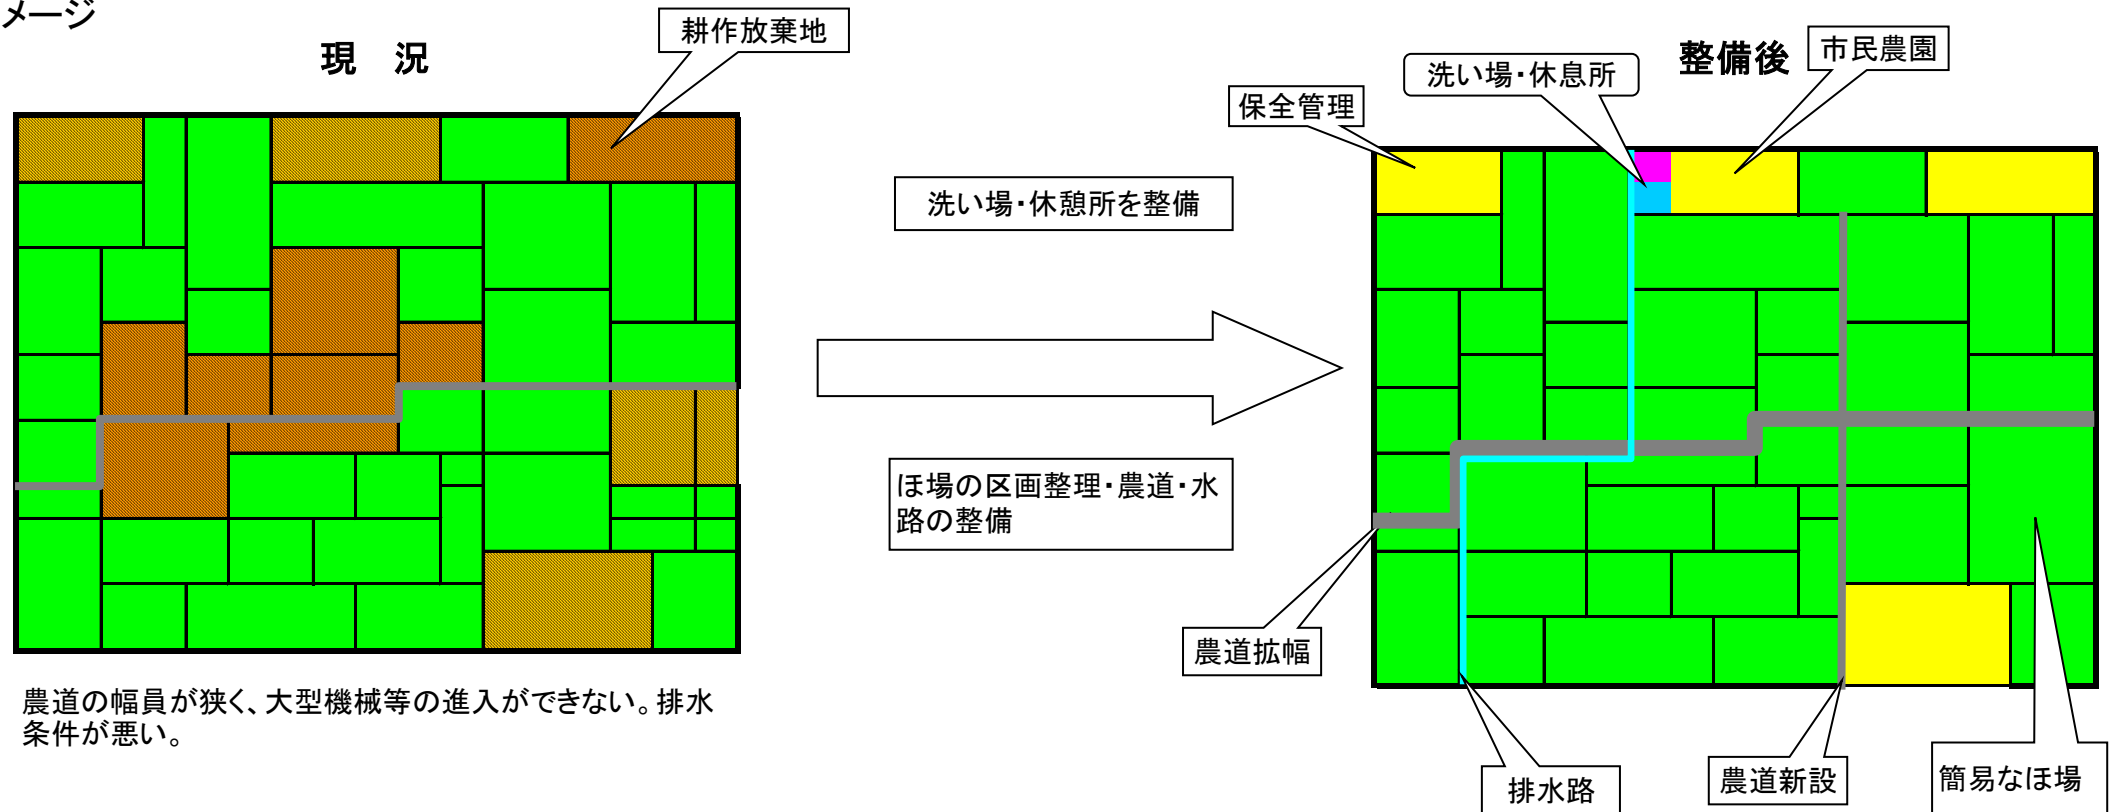 メージ
現　況
耕作放棄地
農道の幅員が狭く、大型機械等の進入ができない。排水
条件が悪い。
洗い場・休憩所を整備
ほ場の区画整理・農道・水
路の整備
整備後
市民農園
洗い場・休息所
保全管理
農道拡幅
排水路
農道新設
簡易なほ場